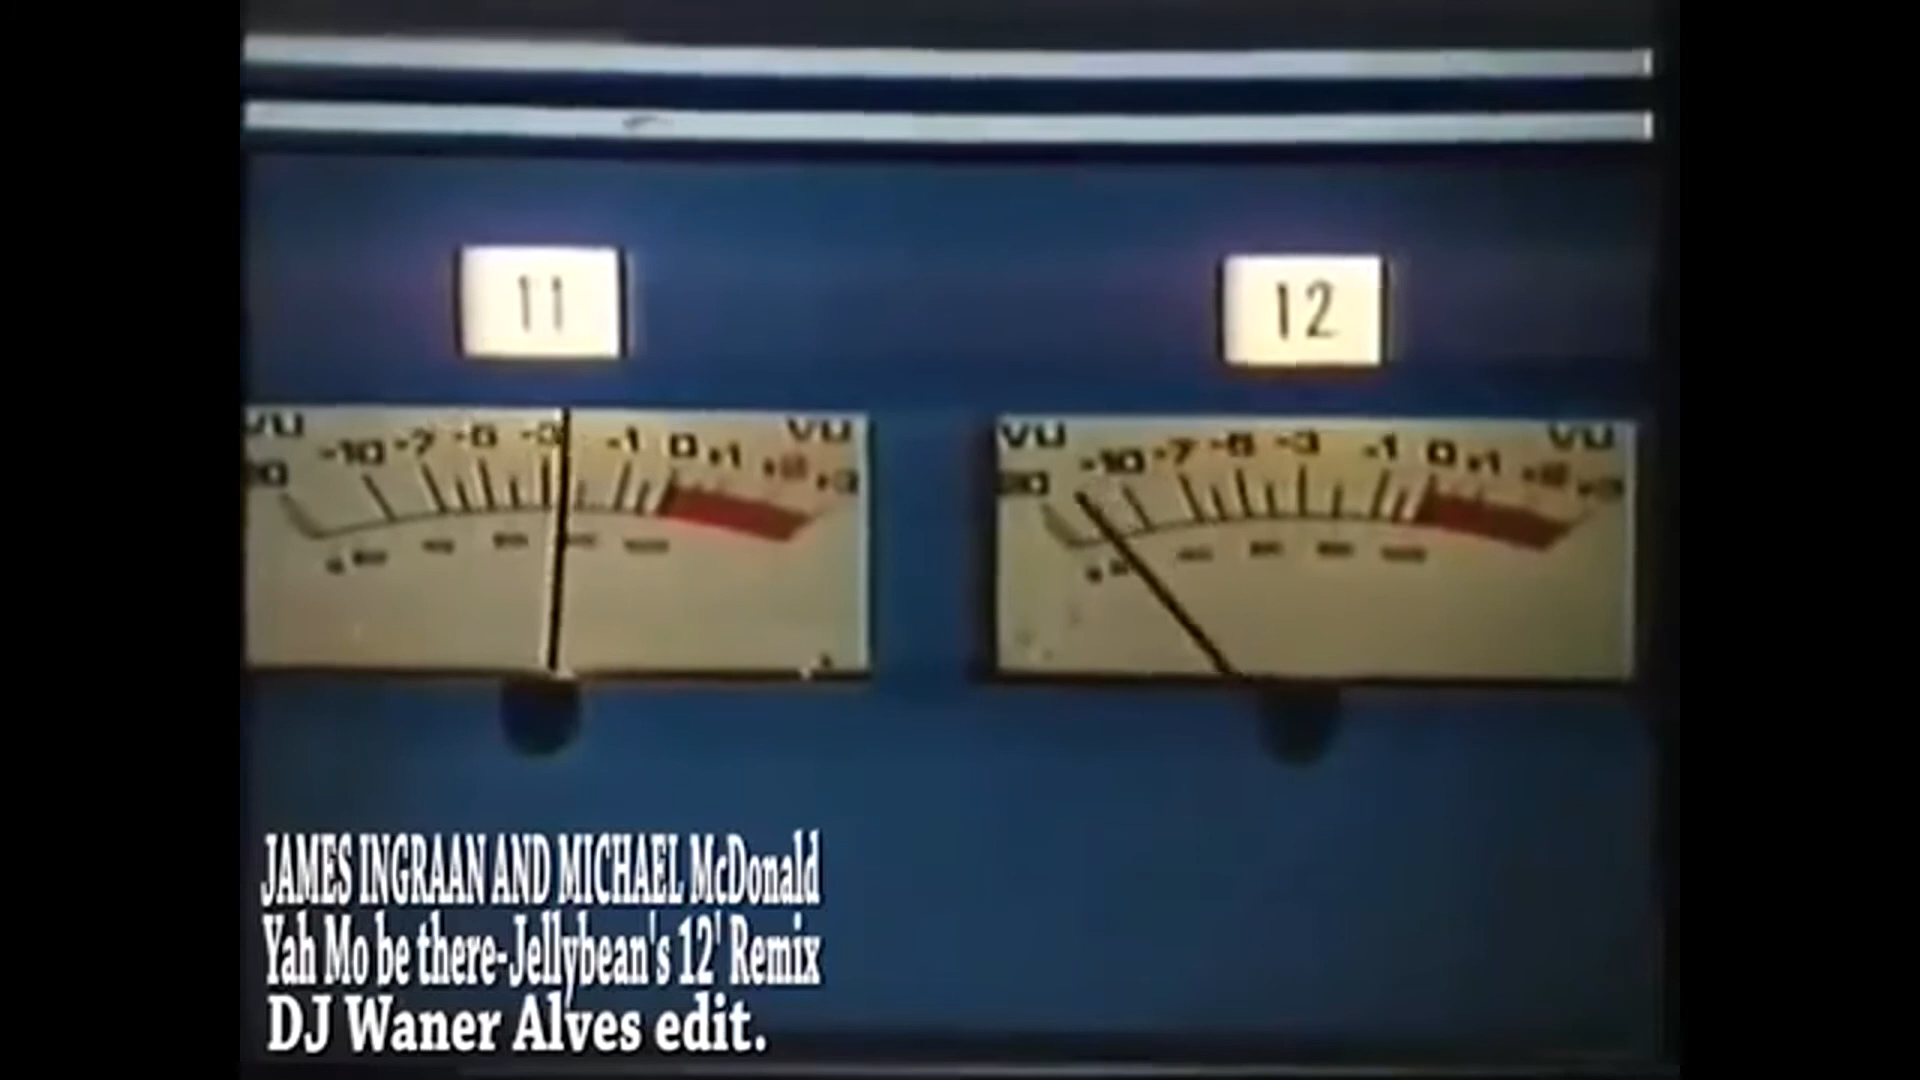 11
12
VU -10 -7 -5 -3 -1 0 +1 +2 +3 VU
20
VU -10 -7 -5 -3 -1 0 +1 +2 +3 VU
20
JAMES INGRAAN AND MICHAEL McDonald
Yah Mo be there-Jellybean's 12' Remix
DJ Waner Alves edit.